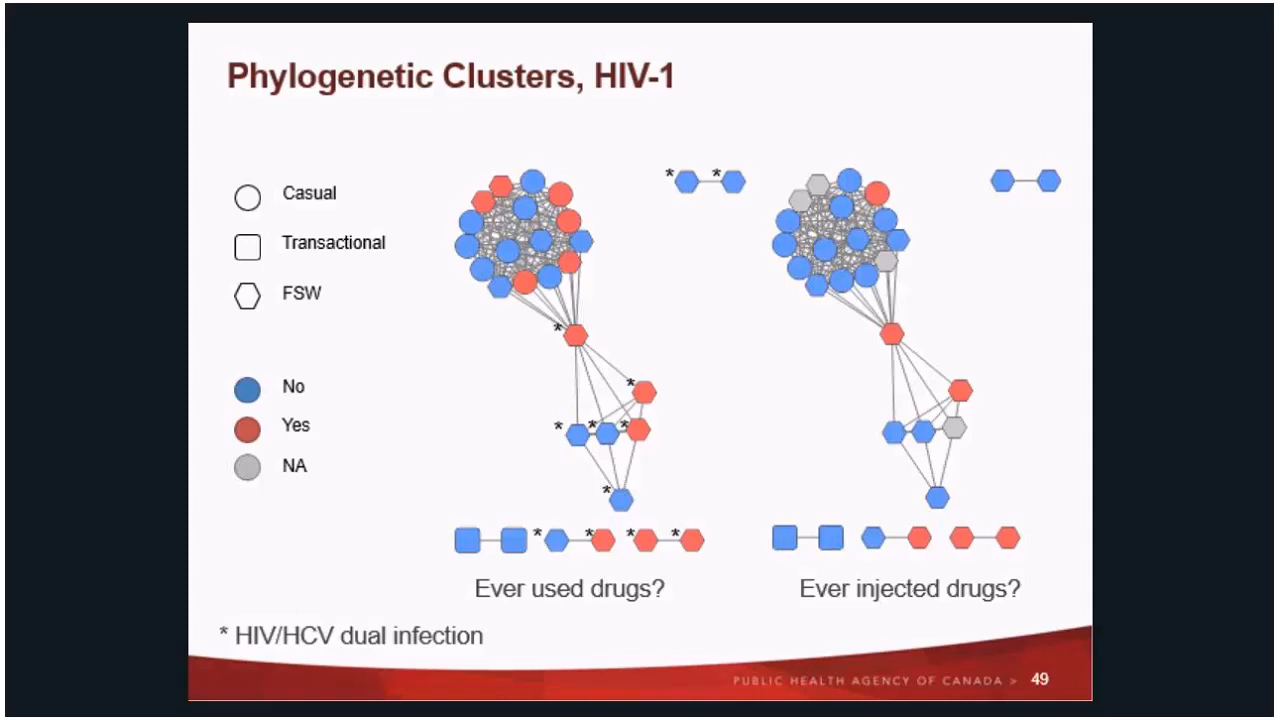 Phylogenetic Clusters, HIV-1
Casual
Transactional
FSW
No
Yes
NA
* *
*
*
* * *
*
* * * *
Ever used drugs?
Ever injected drugs?
* HIV/HCV dual infection
PUBLIC HEALTH AGENCY OF CANADA > 49